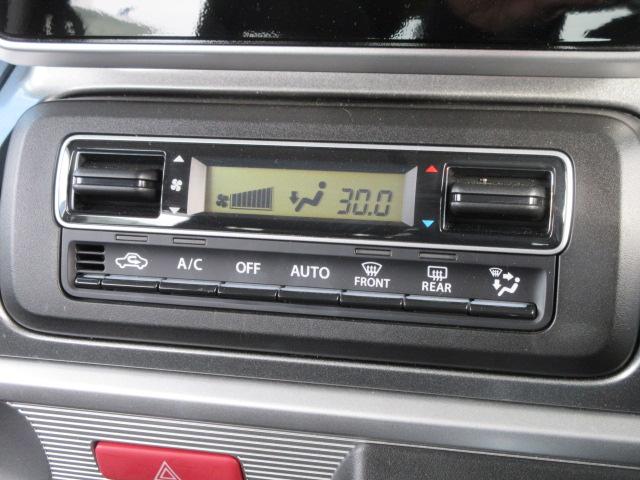 30.0
A/C OFF AUTO FRONT REAR